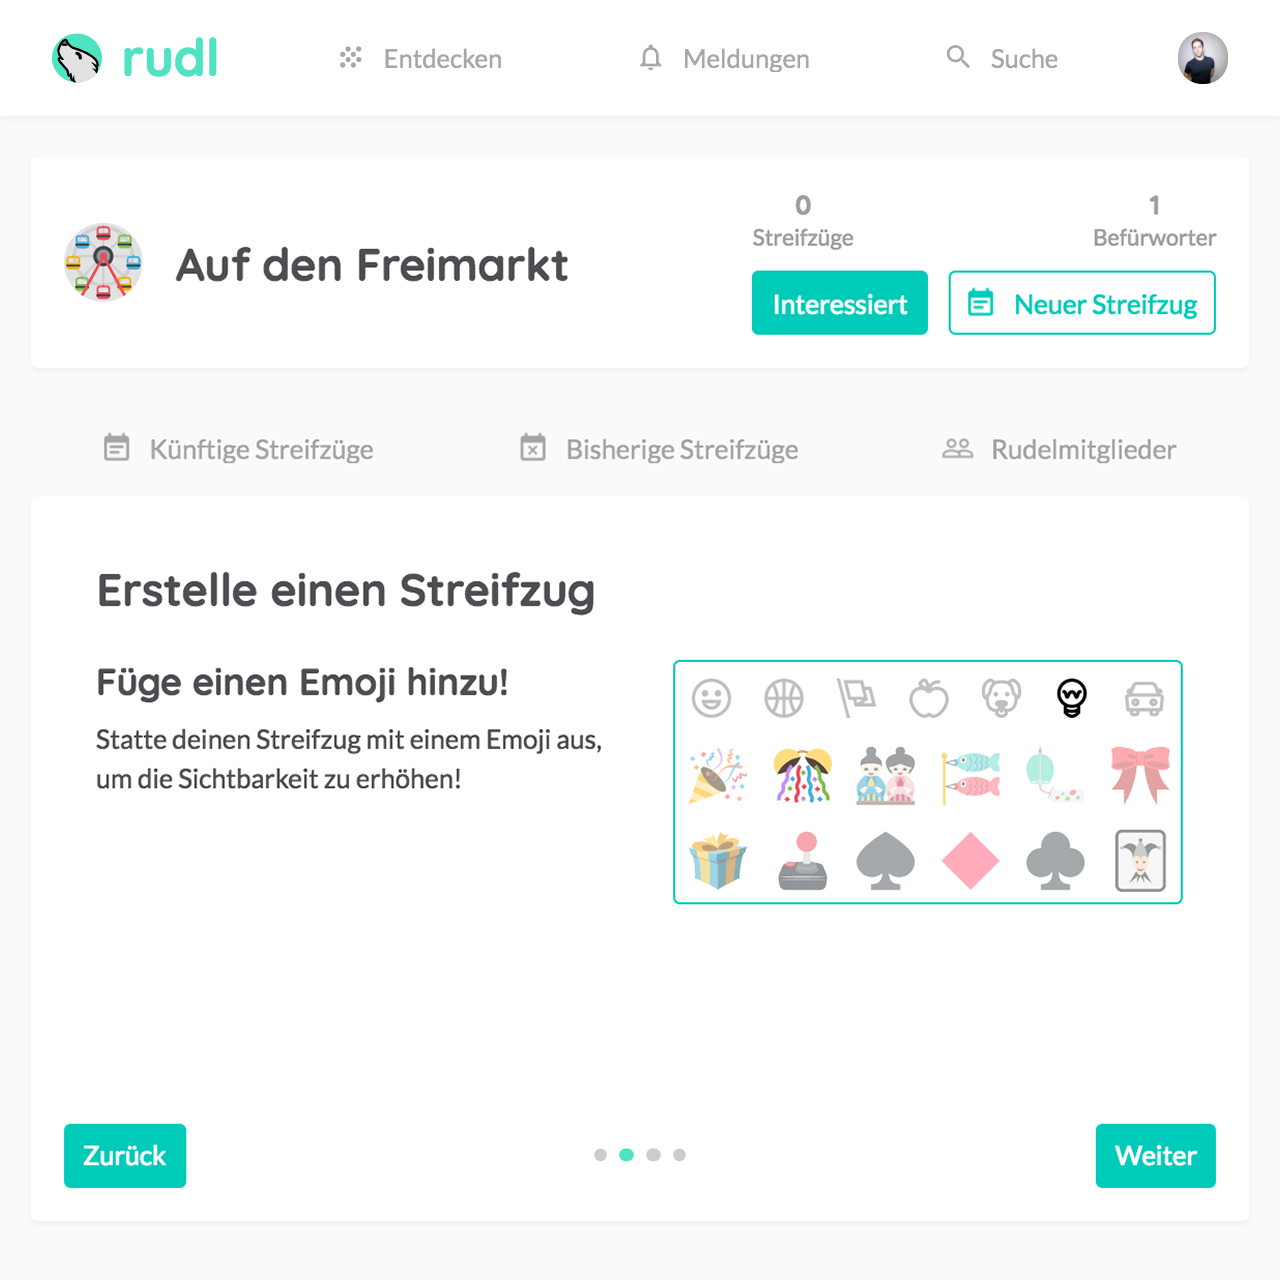 rudl
Entdecken
Meldungen
Suche
Auf den Freimarkt
0
Streifzüge
1
Befürworter
Interessiert
Neuer Streifzug
Künftige Streifzüge
Bisherige Streifzüge
Rudelmitglieder
Erstelle einen Streifzug
Füge einen Emoji hinzu!
Statte deinen Streifzug mit einem Emoji aus,
um die Sichtbarkeit zu erhöhen!
Zurück
Weiter